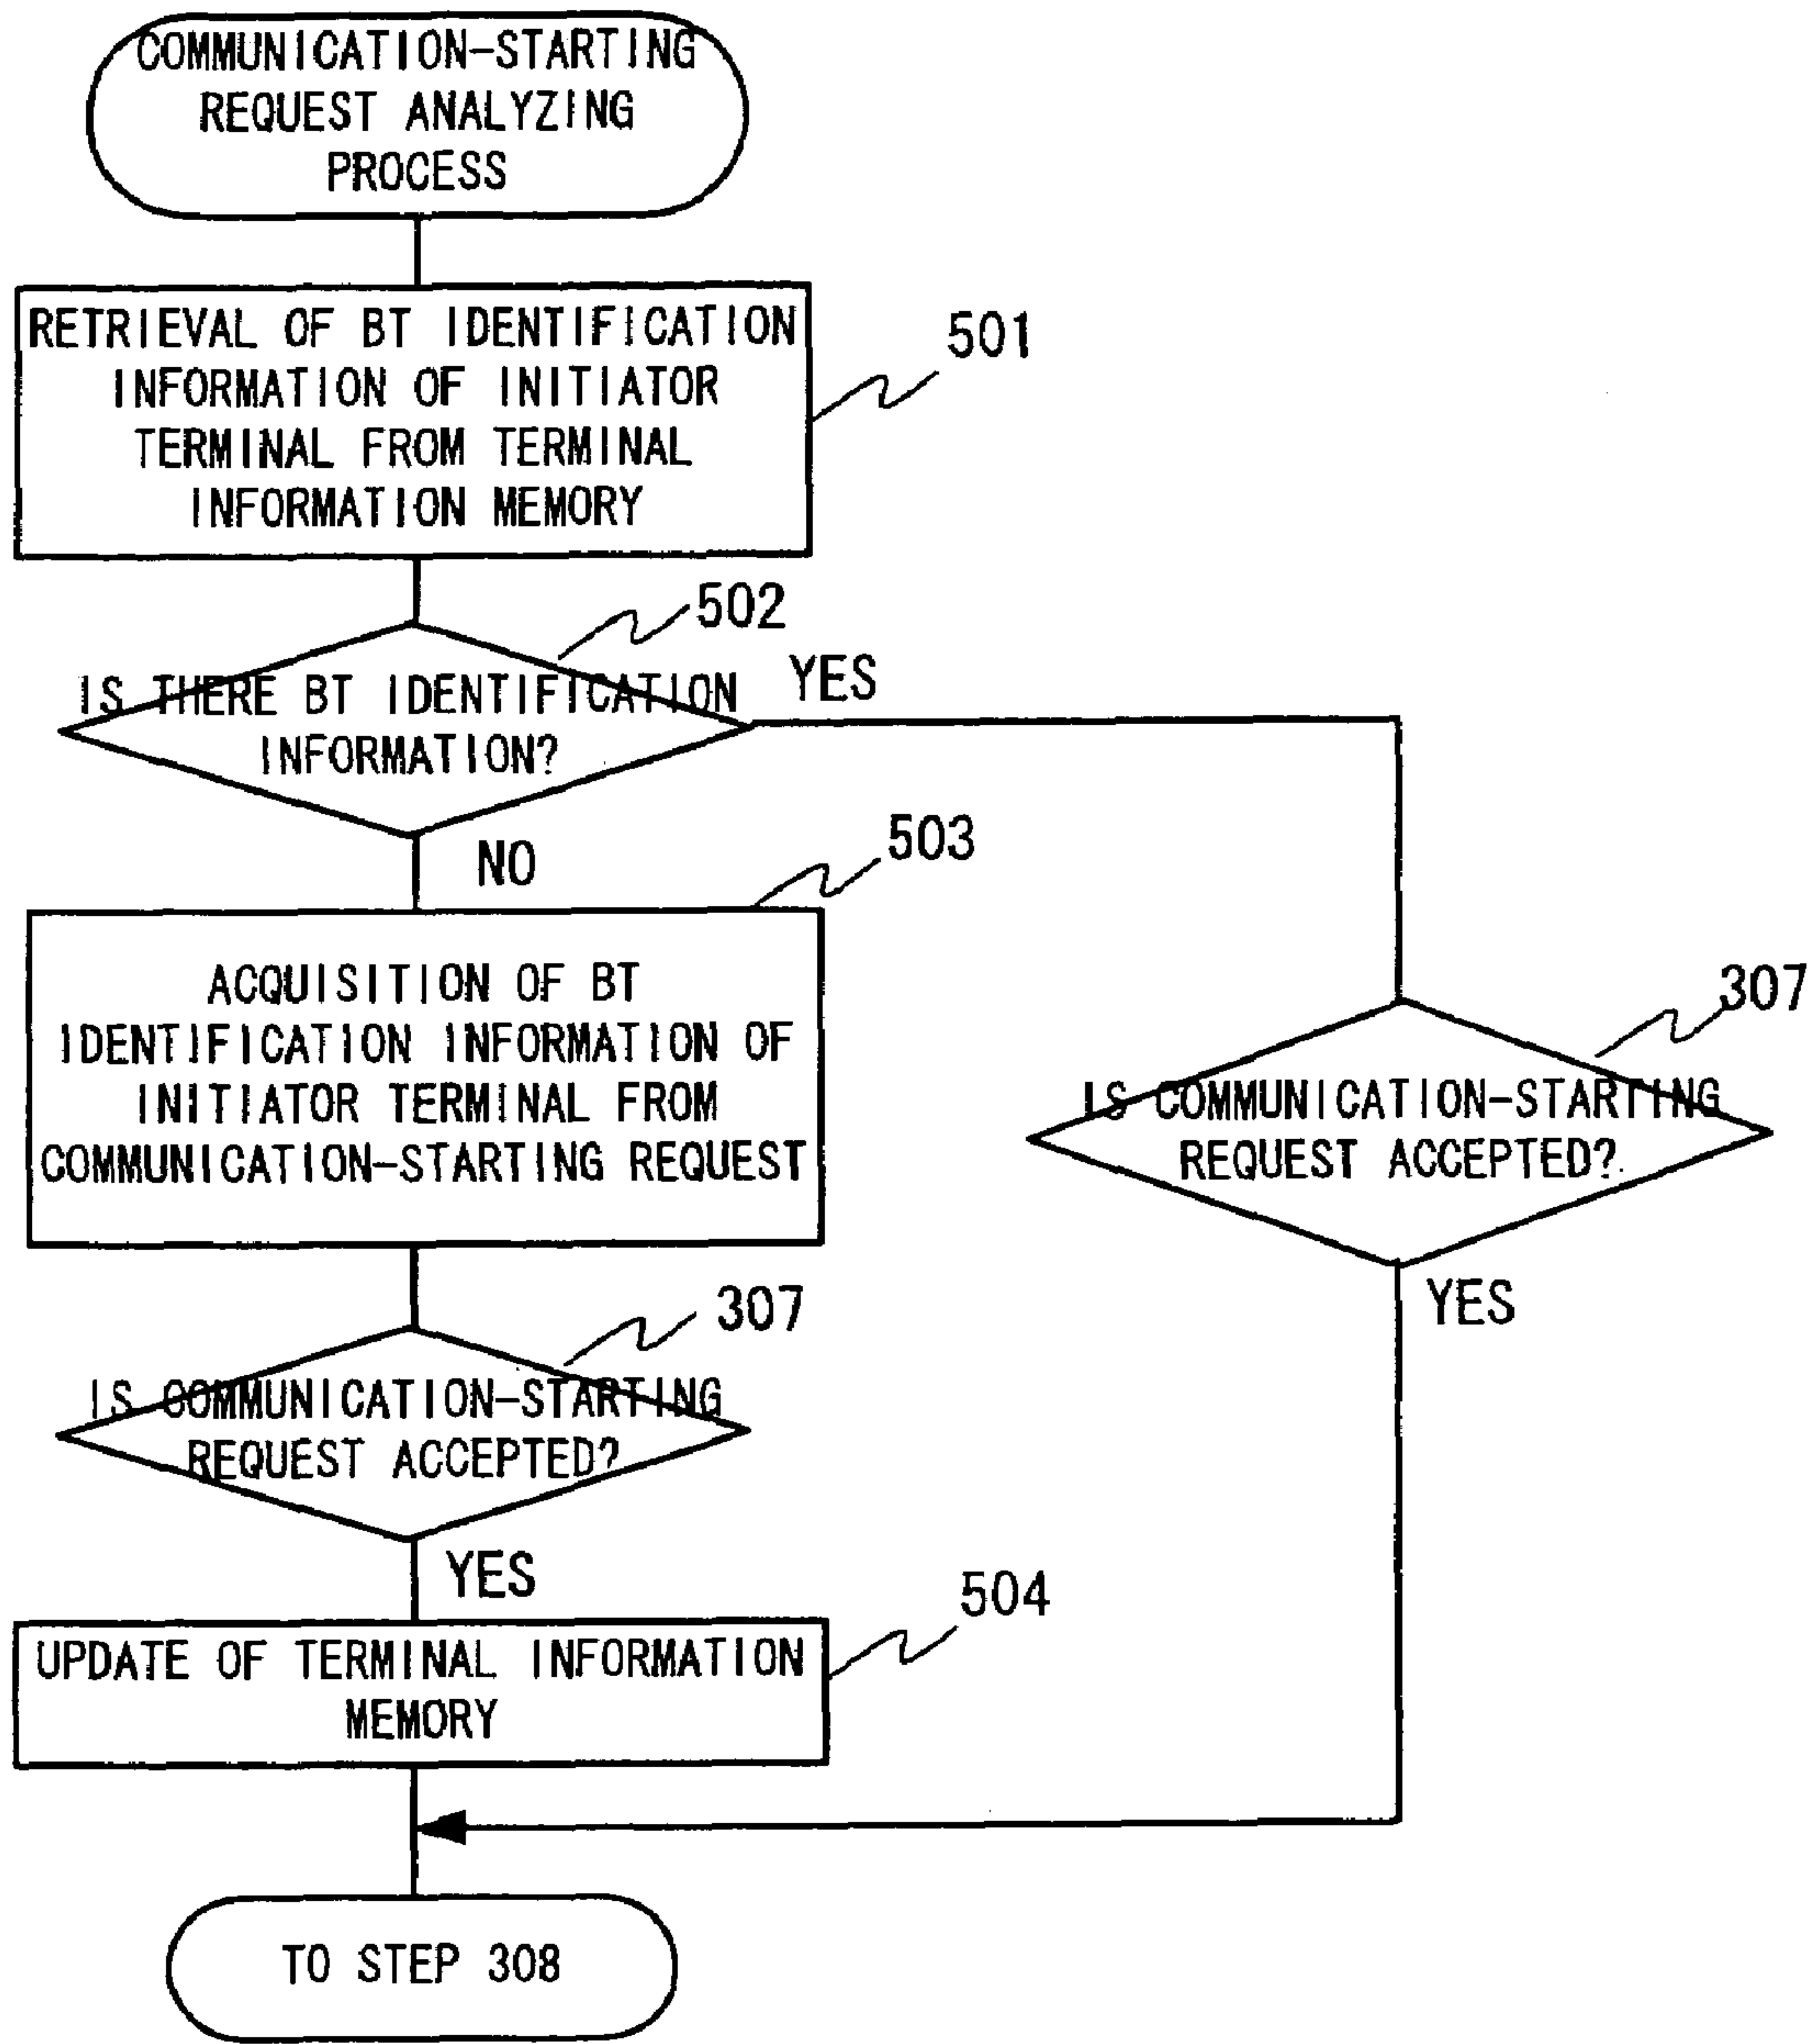 COMMUNICATION-STARTING
REQUEST ANALYZING
PROCESS
RETRIEVAL OF BT IDENTIFICATION
INFORMATION OF INITIATOR
TERMINAL FROM TERMINAL
INFORMATION MEMORY
501
502
IS THERE BT IDENTIFICATION
INFORMATION?
YES
NO
503
ACQUISITION OF BT
IDENTIFICATION INFORMATION OF
INITIATOR TERMINAL FROM
COMMUNICATION-STARTING REQUEST
307
IS COMMUNICATION-STARTING
REQUEST ACCEPTED?
YES
307
IS COMMUNICATION-STARTING
REQUEST ACCEPTED?
YES
504
UPDATE OF TERMINAL INFORMATION
MEMORY
TO STEP 308